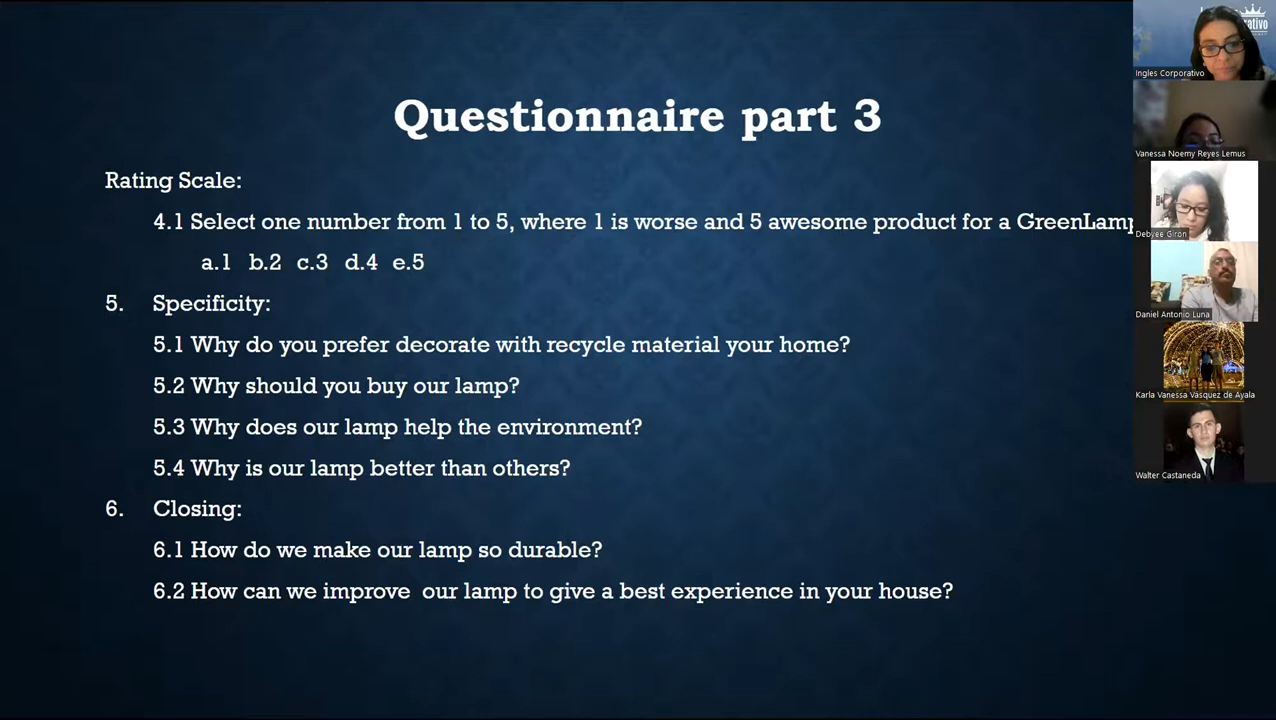 Questionnaire part 3
Rating Scale:
4.1 Select one number from 1 to 5, where 1 is worse and 5 awesome product for a GreenLamp
a.1 b.2 c.3 d.4 e.5
5. Specificity:
5.1 Why do you prefer decorate with recycle material your home?
5.2 Why should you buy our lamp?
5.3 Why does our lamp help the environment?
5.4 Why is our lamp better than others?
6. Closing:
6.1 How do we make our lamp so durable?
6.2 How can we improve our lamp to give a best experience in your house?
Ingles Corporativo
Vanessa Noemy Reyes Lemus
Debyee Giron
Daniel Antonio Luna
Karla Vanessa Vásquez de Ayala
Walter Castaneda